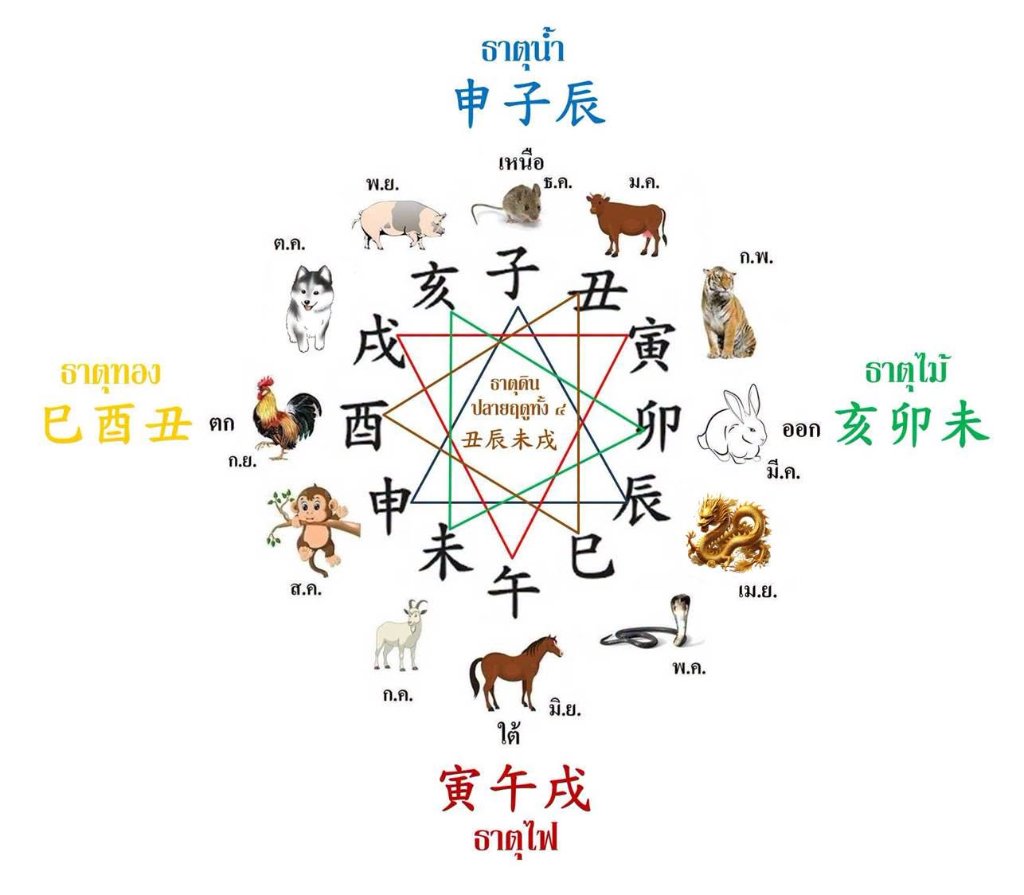 ธาตุน้ำ
申子辰
เหนือ
ธ.ค.
ม.ค.
พ.ย.
ต.ค.
ก.พ.
亥
子
丑
戌
寅
ธาตุทอง
巳酉丑
ตก
ก.ย.
酉
ธาตุดิน
ปลายฤดูทั้ง ๔
丑辰未戌
卯
ออก
มี.ค.
ธาตุไม้
亥卯未
申
辰
未
巳
午
ส.ค.
เม.ย.
ก.ค.
พ.ค.
มิ.ย.
ใต้
寅午戌
ธาตุไฟ